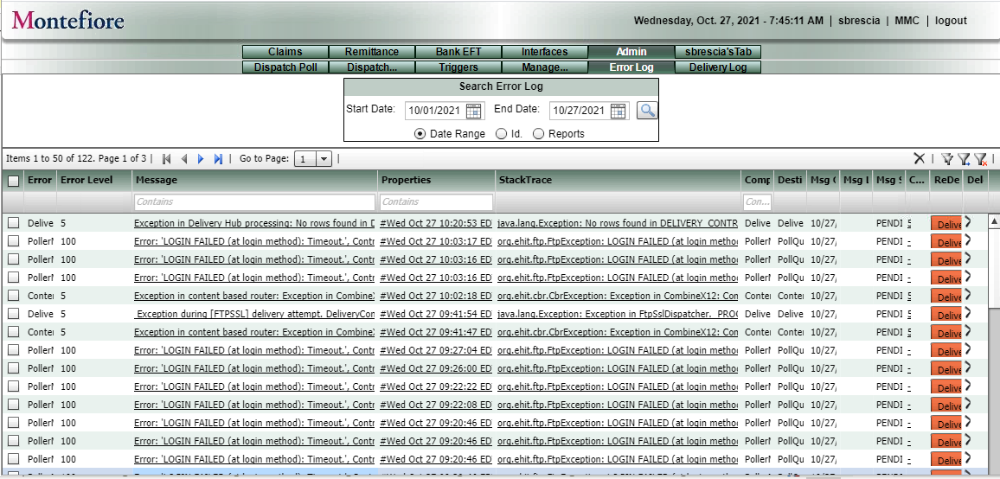 Montefiore
Wednesday, Oct. 27, 2021 - 7:45:11 AM | sbrescia | MMC | logout
Claims Remittance Bank EFT Interfaces Admin sbrescia'sTab
Dispatch Poll Dispatch... Triggers Manage... Error Log Delivery Log
Search Error Log
Start Date: 10/01/2021 End Date: 10/27/2021
Date Range Id. Reports
Items 1 to 50 of 122. Page 1 of 3 | | Go to Page: 1 | |
Error Error Level Message Properties StackTrace Comp Desti Msg Msg Msg S C... ReDe Del
Contains Contains Con...
Delive 5 Exception in Delivery Hub processing: No rows found in D #Wed Oct 27 10:20:53 ED java.lang.Exception: No rows found in DELIVERY_CONTR Delive Delive 10/27/ PENDI 5 Delive
Poller 100 Error: 'LOGIN FAILED (at login method): Timeout.', Contr #Wed Oct 27 10:03:17 ED org.ehit.ftp.FtpException: LOGIN FAILED (at login metho Poller PollQu 10/27/ PENDI - Delive
Poller 100 Error: 'LOGIN FAILED (at login method): Timeout.', Contr #Wed Oct 27 10:03:16 ED org.ehit.ftp.FtpException: LOGIN FAILED (at login metho Poller PollQu 10/27/ PENDI - Delive
Poller 100 Error: 'LOGIN FAILED (at login method): Timeout.', Contr #Wed Oct 27 10:03:16 ED org.ehit.ftp.FtpException: LOGIN FAILED (at login metho Poller PollQu 10/27/ PENDI - Delive
Conter 5 Exception in content based router: Exception in CombineX #Wed Oct 27 10:02:18 ED org.ehit.cbr.CbrException: Exception in CombineX12: Con Conter Conter 10/27/ PENDI - Delive
Delive 5 Exception during [FTPSSL] delivery attempt. DeliveryCon #Wed Oct 27 09:41:54 ED java.lang.Exception: Exception in FtpSslDispatcher. PROC Delive Delive 10/27/ PENDI 5 Delive
Conter 5 Exception in content based router: Exception in CombineX #Wed Oct 27 09:41:47 ED org.ehit.cbr.CbrException: Exception in CombineX12: Con Conter Conter 10/27/ PENDI - Delive
Poller 100 Error: 'LOGIN FAILED (at login method): Timeout.', Contr #Wed Oct 27 09:27:04 ED org.ehit.ftp.FtpException: LOGIN FAILED (at login metho Poller PollQu 10/27/ PENDI - Delive
Poller 100 Error: 'LOGIN FAILED (at login method): Timeout.', Contr #Wed Oct 27 09:26:00 ED org.ehit.ftp.FtpException: LOGIN FAILED (at login metho Poller PollQu 10/27/ PENDI - Delive
Poller 100 Error: 'LOGIN FAILED (at login method): Timeout.', Contr #Wed Oct 27 09:22:22 ED org.ehit.ftp.FtpException: LOGIN FAILED (at login metho Poller PollQu 10/27/ PENDI - Delive
Poller 100 Error: 'LOGIN FAILED (at login method): Timeout.', Contr #Wed Oct 27 09:22:08 ED org.ehit.ftp.FtpException: LOGIN FAILED (at login metho Poller PollQu 10/27/ PENDI - Delive
Poller 100 Error: 'LOGIN FAILED (at login method): Timeout.', Contr #Wed Oct 27 09:20:46 ED org.ehit.ftp.FtpException: LOGIN FAILED (at login metho Poller PollQu 10/27/ PENDI - Delive
Poller 100 Error: 'LOGIN FAILED (at login method): Timeout.', Contr #Wed Oct 27 09:20:46 ED org.ehit.ftp.FtpException: LOGIN FAILED (at login metho Poller PollQu 10/27/ PENDI - Delive
Poller 100 Error: 'LOGIN FAILED (at login method): Timeout.', Contr #Wed Oct 27 09:20:46 ED org.ehit.ftp.FtpException: LOGIN FAILED (at login metho Poller PollQu 10/27/ PENDI - Delive